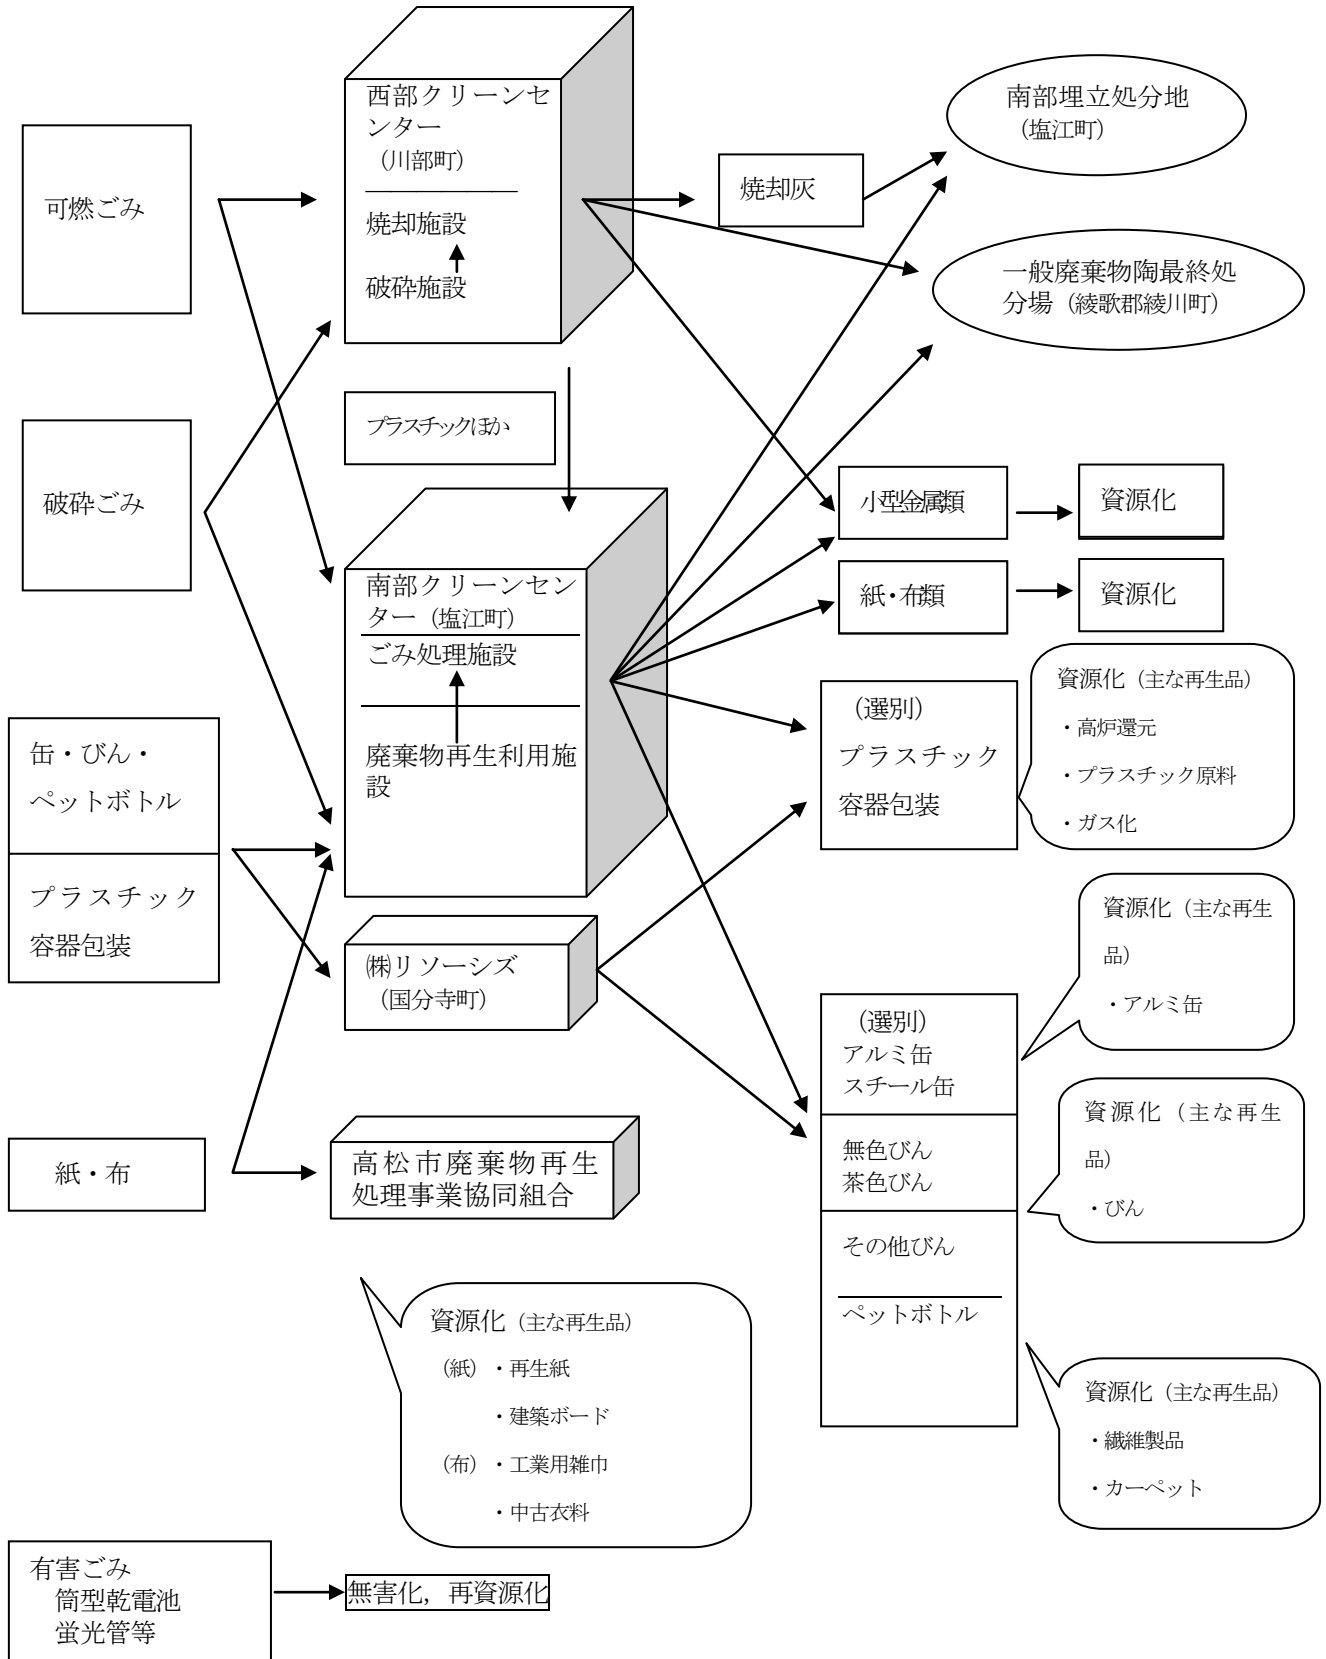 可燃ごみ
破砕ごみ
缶・びん・
ペットボトル
プラスチック
容器包装
紙・布
有害ごみ
筒型乾電池
蛍光管等
西部クリーンセ
ンター
（川部町）
焼却施設
破砕施設
プラスチックほか
南部クリーンセン
ター（塩江町）
ごみ処理施設
廃棄物再生利用施
設
㈱リソーシズ
（国分寺町）
高松市廃棄物再生
処理事業協同組合
資源化（主な再生品）
（紙）・再生紙
・建築ボード
（布）・工業用雑巾
・中古衣料
無害化，再資源化
焼却灰
南部埋立処分地
（塩江町）
一般廃棄物陶最終処
分場（綾歌郡綾川町）
小型金属類
資源化
紙・布類
資源化
（選別）
プラスチック
容器包装
資源化（主な再生品）
・高炉還元
・プラスチック原料
・ガス化
（選別）
アルミ缶
スチール缶
無色びん
茶色びん
その他びん
ペットボトル
資源化（主な再生
品）
・アルミ缶
資源化（主な再生
品）
・びん
資源化（主な再生品）
・繊維製品
・カーペット